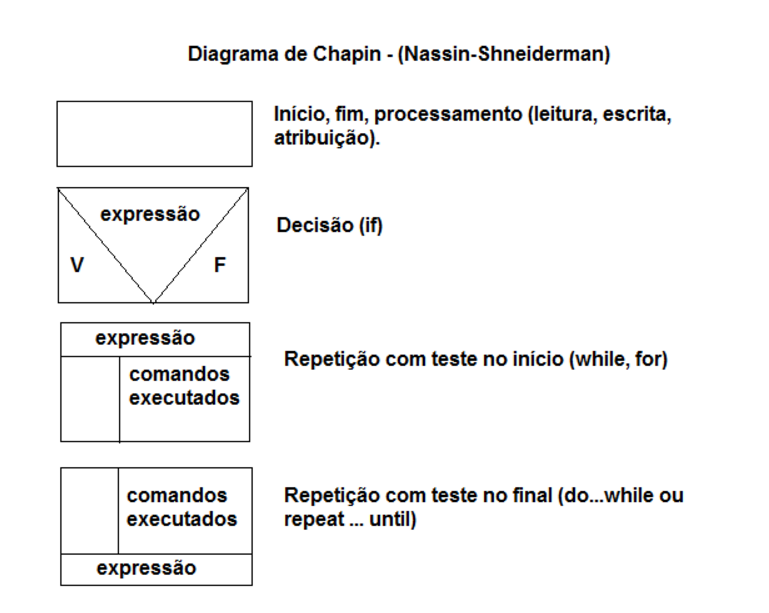 Diagrama de Chapin - (Nassin-Shneiderman)
Início, fim, processamento (leitura, escrita,
atribuição).
expressão
V
F
Decisão (if)
expressão
comandos
executados
Repetição com teste no início (while, for)
comandos
executados
expressão
Repetição com teste no final (do...while ou
repeat ... until)